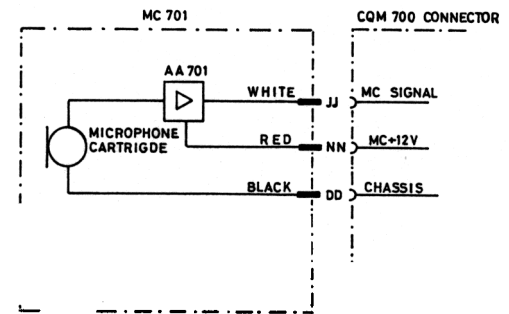 MC 701
CQM 700 CONNECTOR
AA 701
WHITE JJ MC SIGNAL
MICROPHONE
CARTRIGDE
RED NN MC÷12V
BLACK DD CHASSIS